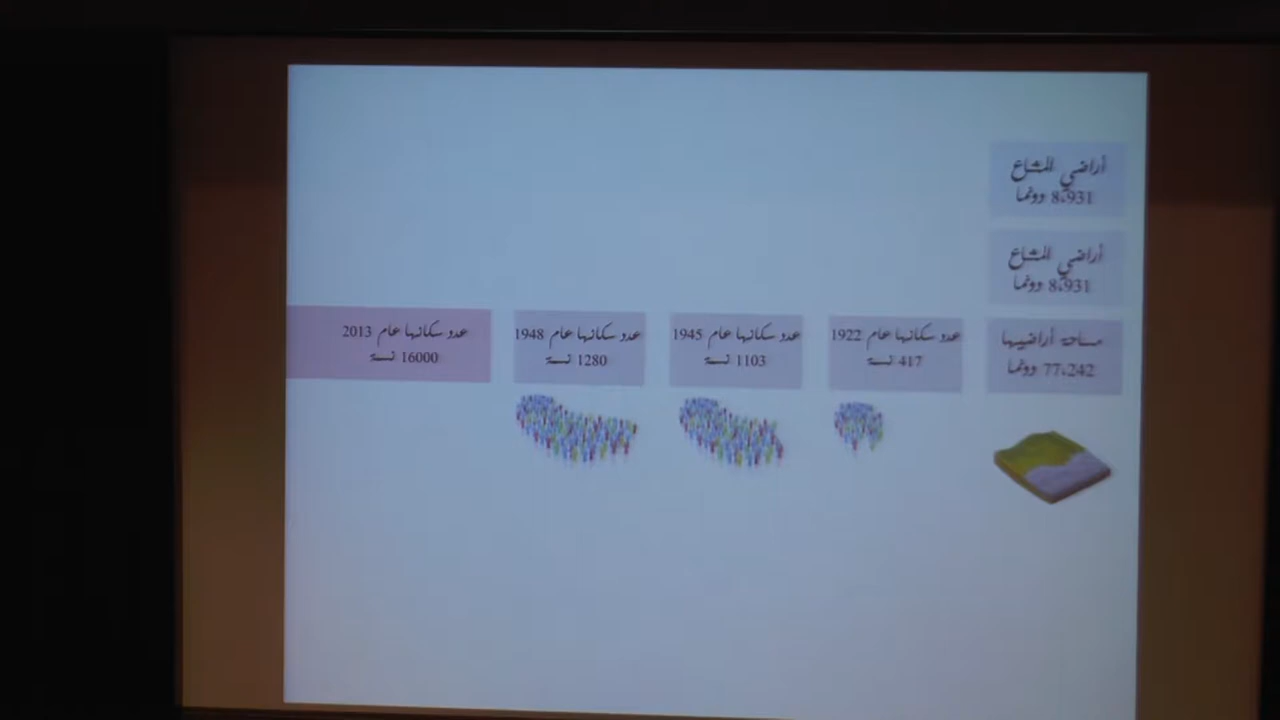 أراضي المشاع
8،931 دونما
أراضي المشاع
8،931 دونما
مساحة أراضيها
77،242 دونما
عدد سكانها عام 1922
417 نسمة
عدد سكانها عام 1945
1103 نسمة
عدد سكانها عام 1948
1280 نسمة
عدد سكانها عام 2013
16000 نسمة